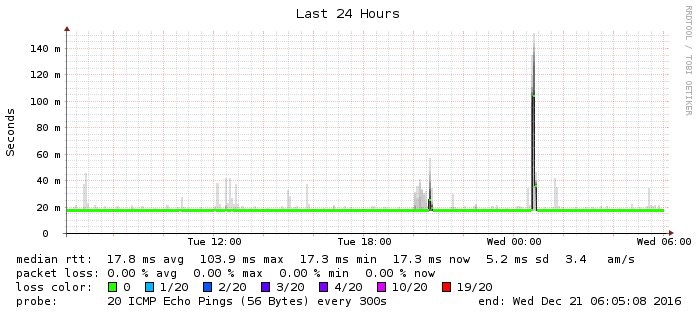 Last 24 Hours
RRDTOOL / TOBI OETIKER
Seconds
140 m
120 m
100 m
80 m
60 m
40 m
20 m
0
Tue 12:00 Tue 18:00 Wed 00:00 Wed 06:00
median rtt: 17.8 ms avg 103.9 ms max 17.3 ms min 17.3 ms now 5.2 ms sd 3.4 am/s
packet loss: 0.00 % avg 0.00 % max 0.00 % min 0.00 % now
loss color: 0 1/20 2/20 3/20 4/20 10/20 19/20
probe: 20 ICMP Echo Pings (56 Bytes) every 300s end: Wed Dec 21 06:05:08 2016